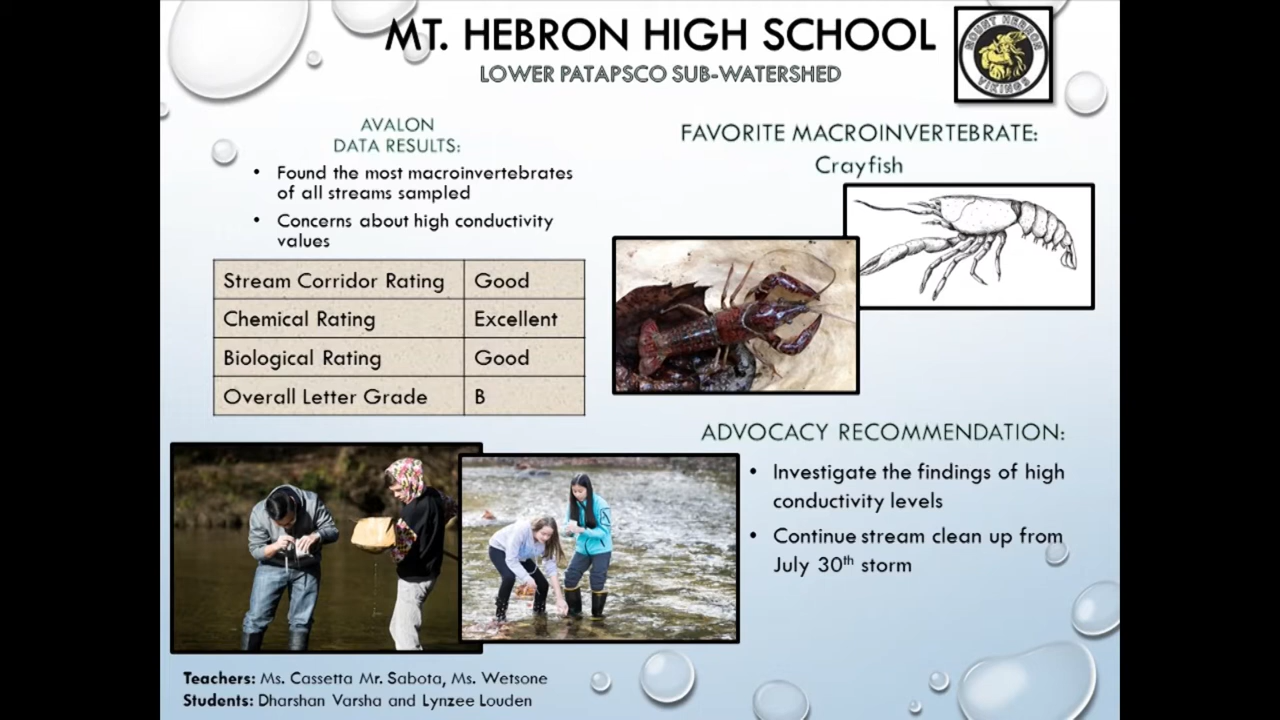 MT. HEBRON HIGH SCHOOL
LOWER PATAPSCO SUB-WATERSHED
MOUNT HEBRON
VIKINGS
AVALON
DATA RESULTS:
• Found the most macroinvertebrates
of all streams sampled
• Concerns about high conductivity
values
Stream Corridor Rating Good
Chemical Rating Excellent
Biological Rating Good
Overall Letter Grade B
FAVORITE MACROINVERTEBRATE:
Crayfish
ADVOCACY RECOMMENDATION:
• Investigate the findings of high
conductivity levels
• Continue stream clean up from
July 30th storm
Teachers: Ms. Cassetta Mr. Sabota, Ms. Wetsone
Students: Dharshan Varsha and Lynzee Louden